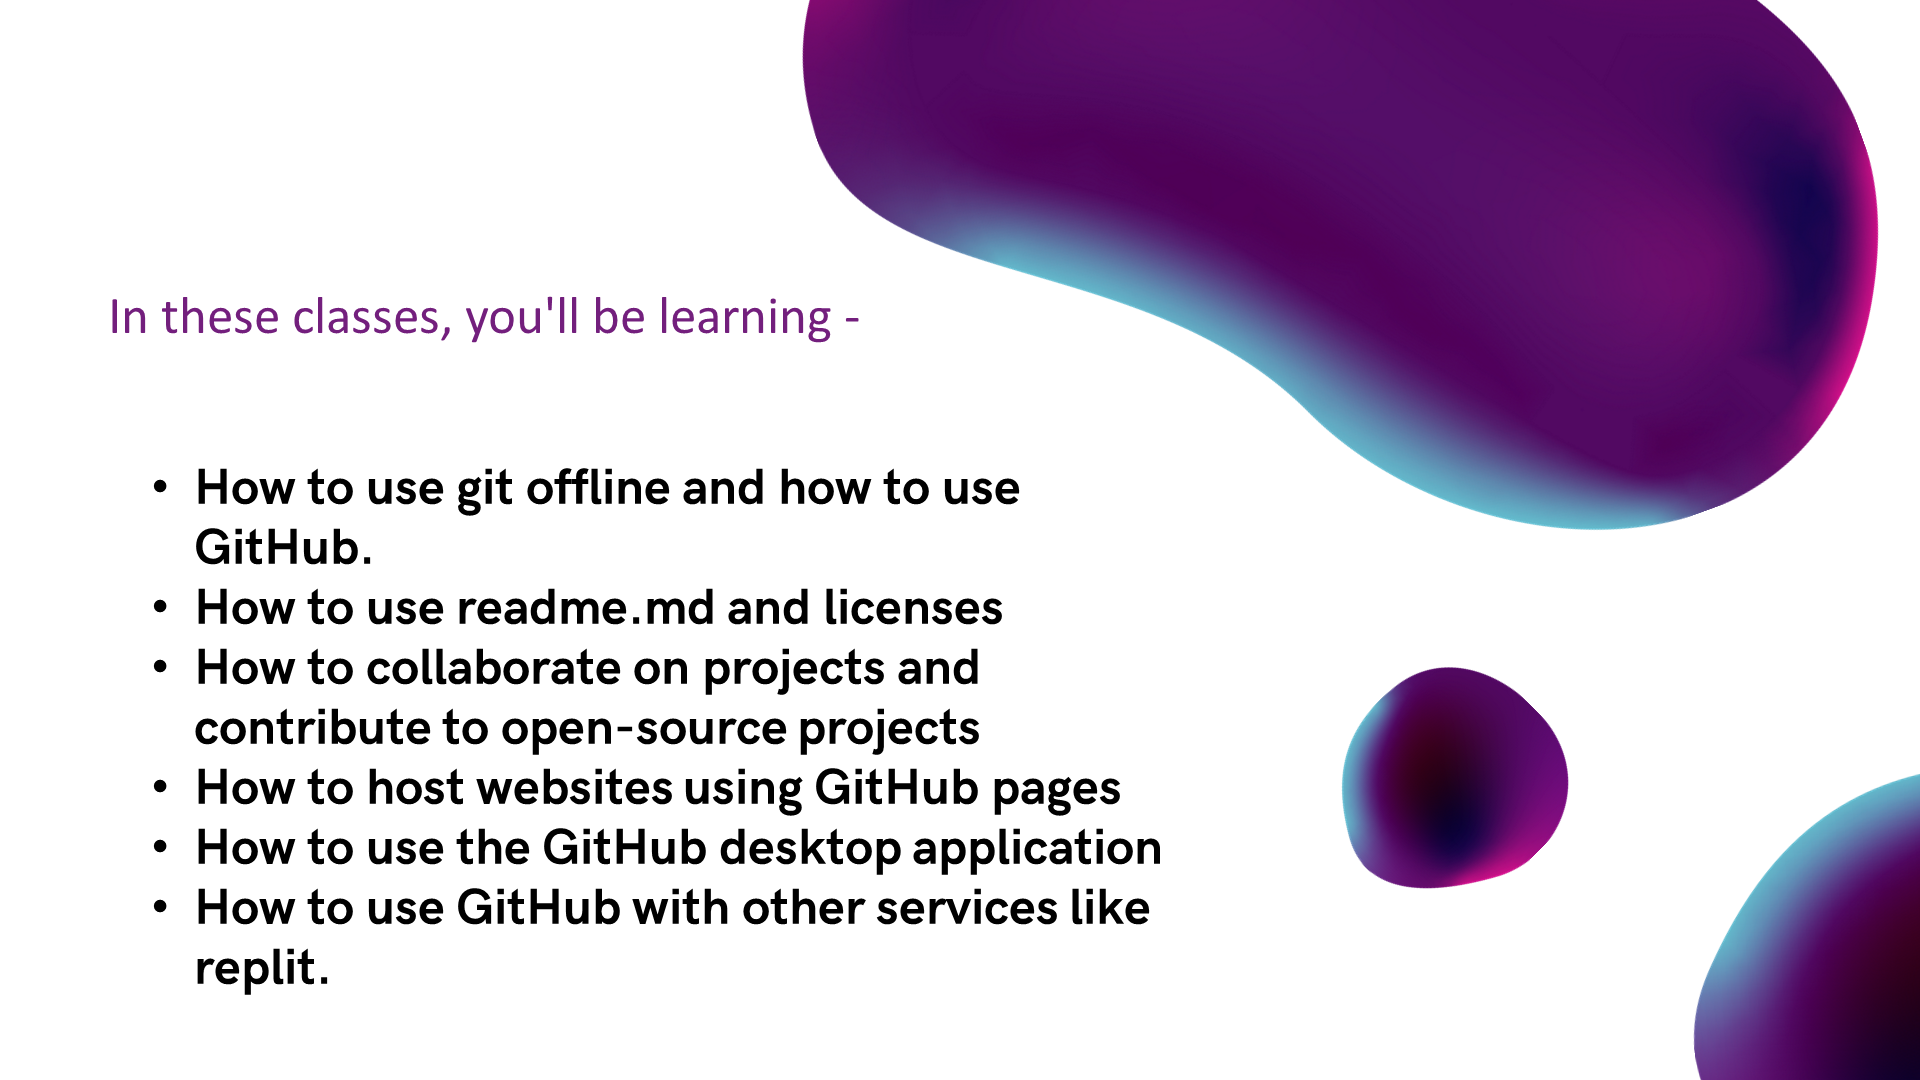 In these classes, you'll be learning -
• How to use git offline and how to use
GitHub.
• How to use readme.md and licenses
• How to collaborate on projects and
contribute to open-source projects
• How to host websites using GitHub pages
• How to use the GitHub desktop application
• How to use GitHub with other services like
replit.